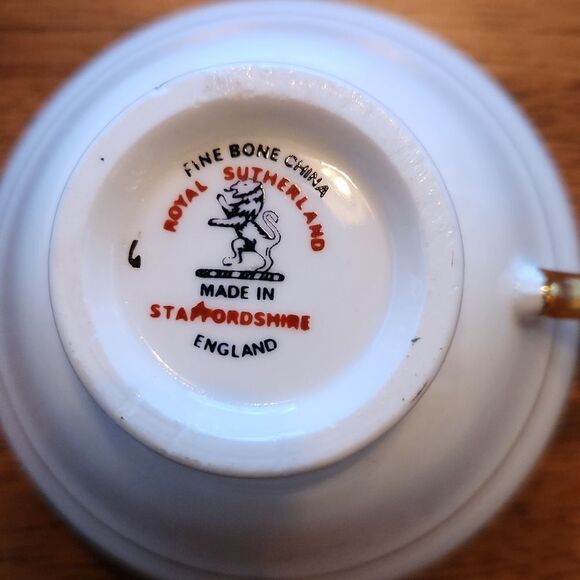 FINE BONE CHINA
ROYAL SUTHERLAND
MADE IN
STAFFORDSHIRE
ENGLAND